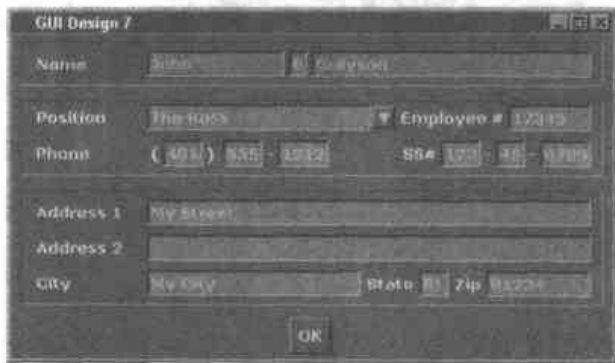 GUI Design 7
Name John E Grayson
Position The Boss Employee # 12345
Phone (401) 555 - 1212 SS# 123 - 45 - 6789
Address 1 My Street
Address 2
City My City State RI Zip 01234
OK